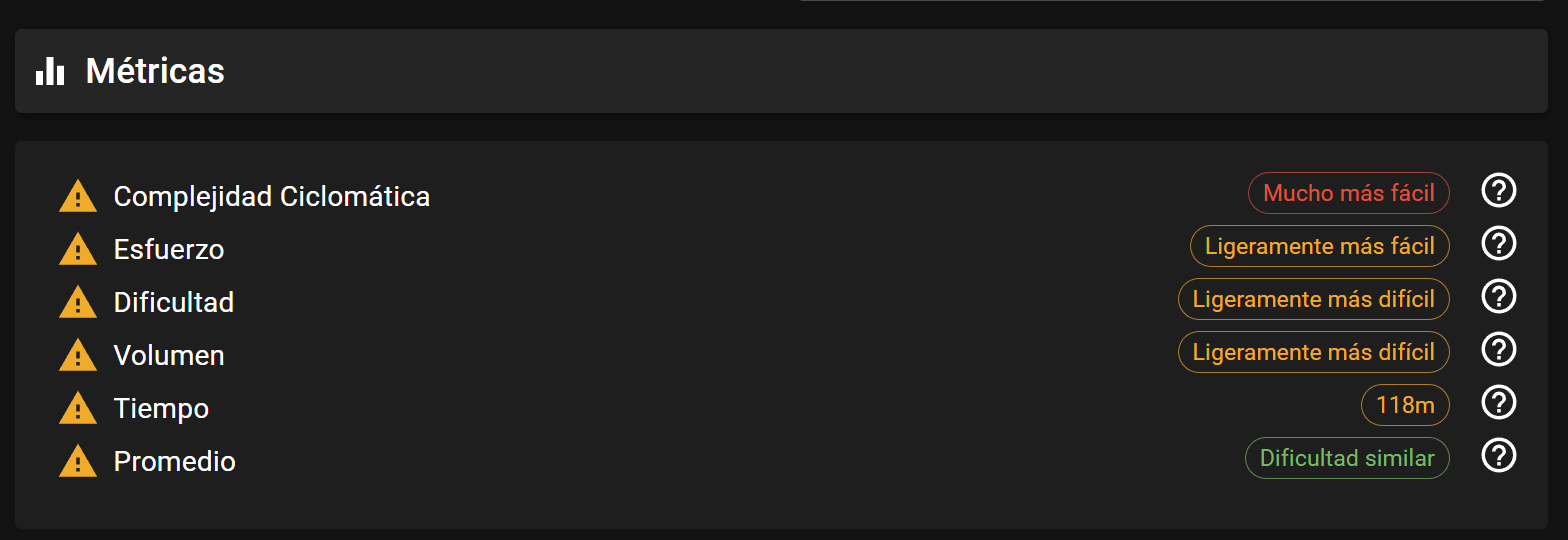 Métricas
Complejidad Ciclomática Mucho más fácil
Esfuerzo Ligeramente más fácil
Dificultad Ligeramente más difícil
Volumen Ligeramente más difícil
Tiempo 118m
Promedio Dificultad similar